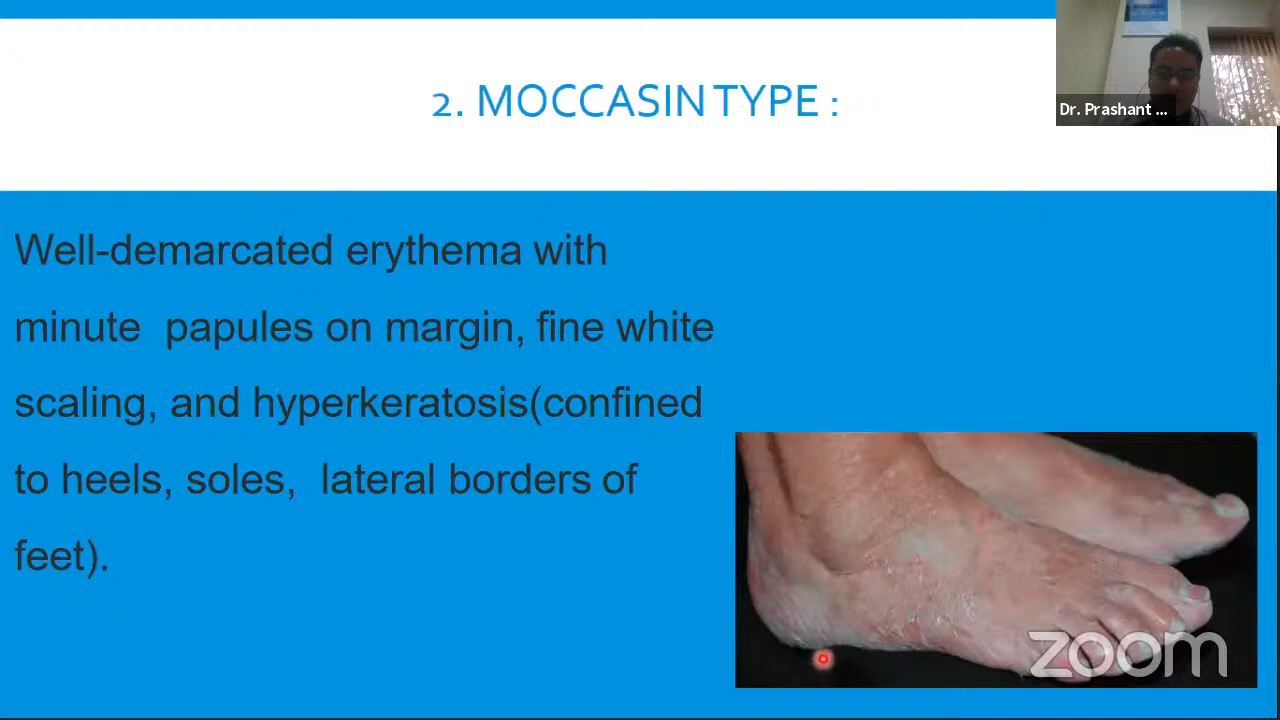 2. MOCCASIN TYPE :
Dr. Prashant ...
Well-demarcated erythema with
minute papules on margin, fine white
scaling, and hyperkeratosis(confined
to heels, soles, lateral borders of
feet).
zoom